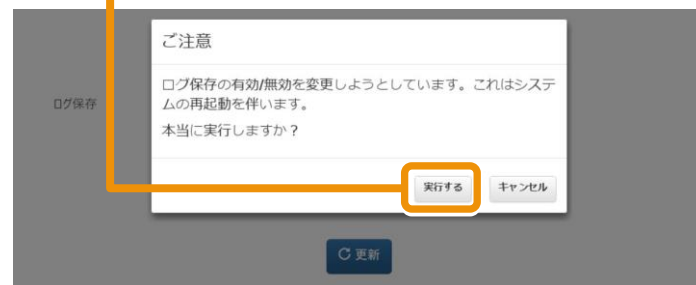 ご注意
ログ保存の有効/無効を変更しようとしています。これはシステ
ムの再起動を伴います。
本当に実行しますか？
ログ保存
実行する
キャンセル
更新